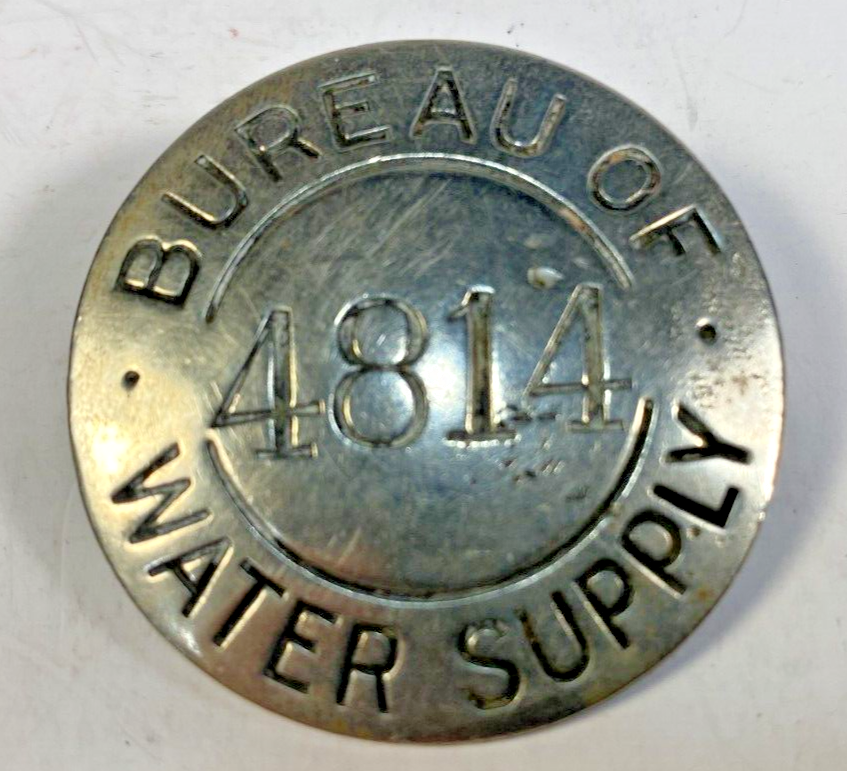 BUREAU OF
4814
WATER SUPPLY